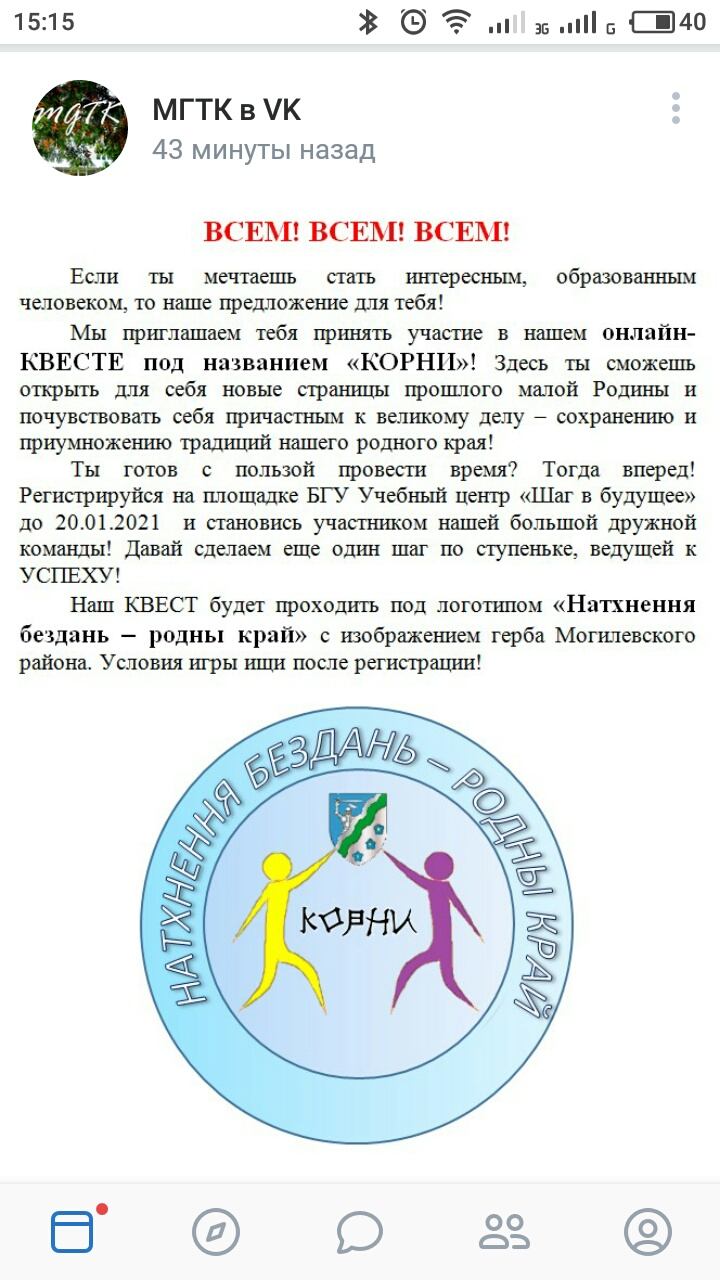 15:15
3G
G
40
mgTK
МГТК в VK
43 минуты назад
ВСЕМ! ВСЕМ! ВСЕМ!
Если ты мечтаешь стать интересным, образованным
человеком, то наше предложение для тебя!
Мы приглашаем тебя принять участие в нашем онлайн-
КВЕСТЕ под названием «КОРНИ»! Здесь ты сможешь
открыть для себя новые страницы прошлого малой Родины и
почувствовать себя причастным к великому делу – сохранению и
приумножению традиций нашего родного края!
Ты готов с пользой провести время? Тогда вперед!
Регистрируйся на площадке БГУ Учебный центр «Шаг в будущее»
до 20.01.2021 и становись участником нашей большой дружной
команды! Давай сделаем еще один шаг по ступеньке, ведущей к
УСПЕХУ!
Наш КВЕСТ будет проходить под логотипом «Натхнення
бездань – родны край» с изображением герба Могилевского
района. Условия игры ищи после регистрации!
НАТХНЕННЯ БЕЗДАНЬ – РОДНЫ КРАЙ
КОРНИ